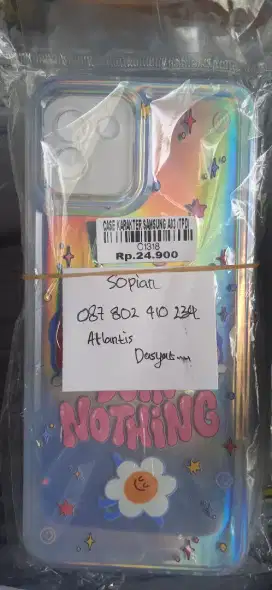 CASE KARAKTER SAMSUNG A03 (TPD)
C1318
Rp.24.900
Sopian
087 802 410 234
Atlantis
NOTHING